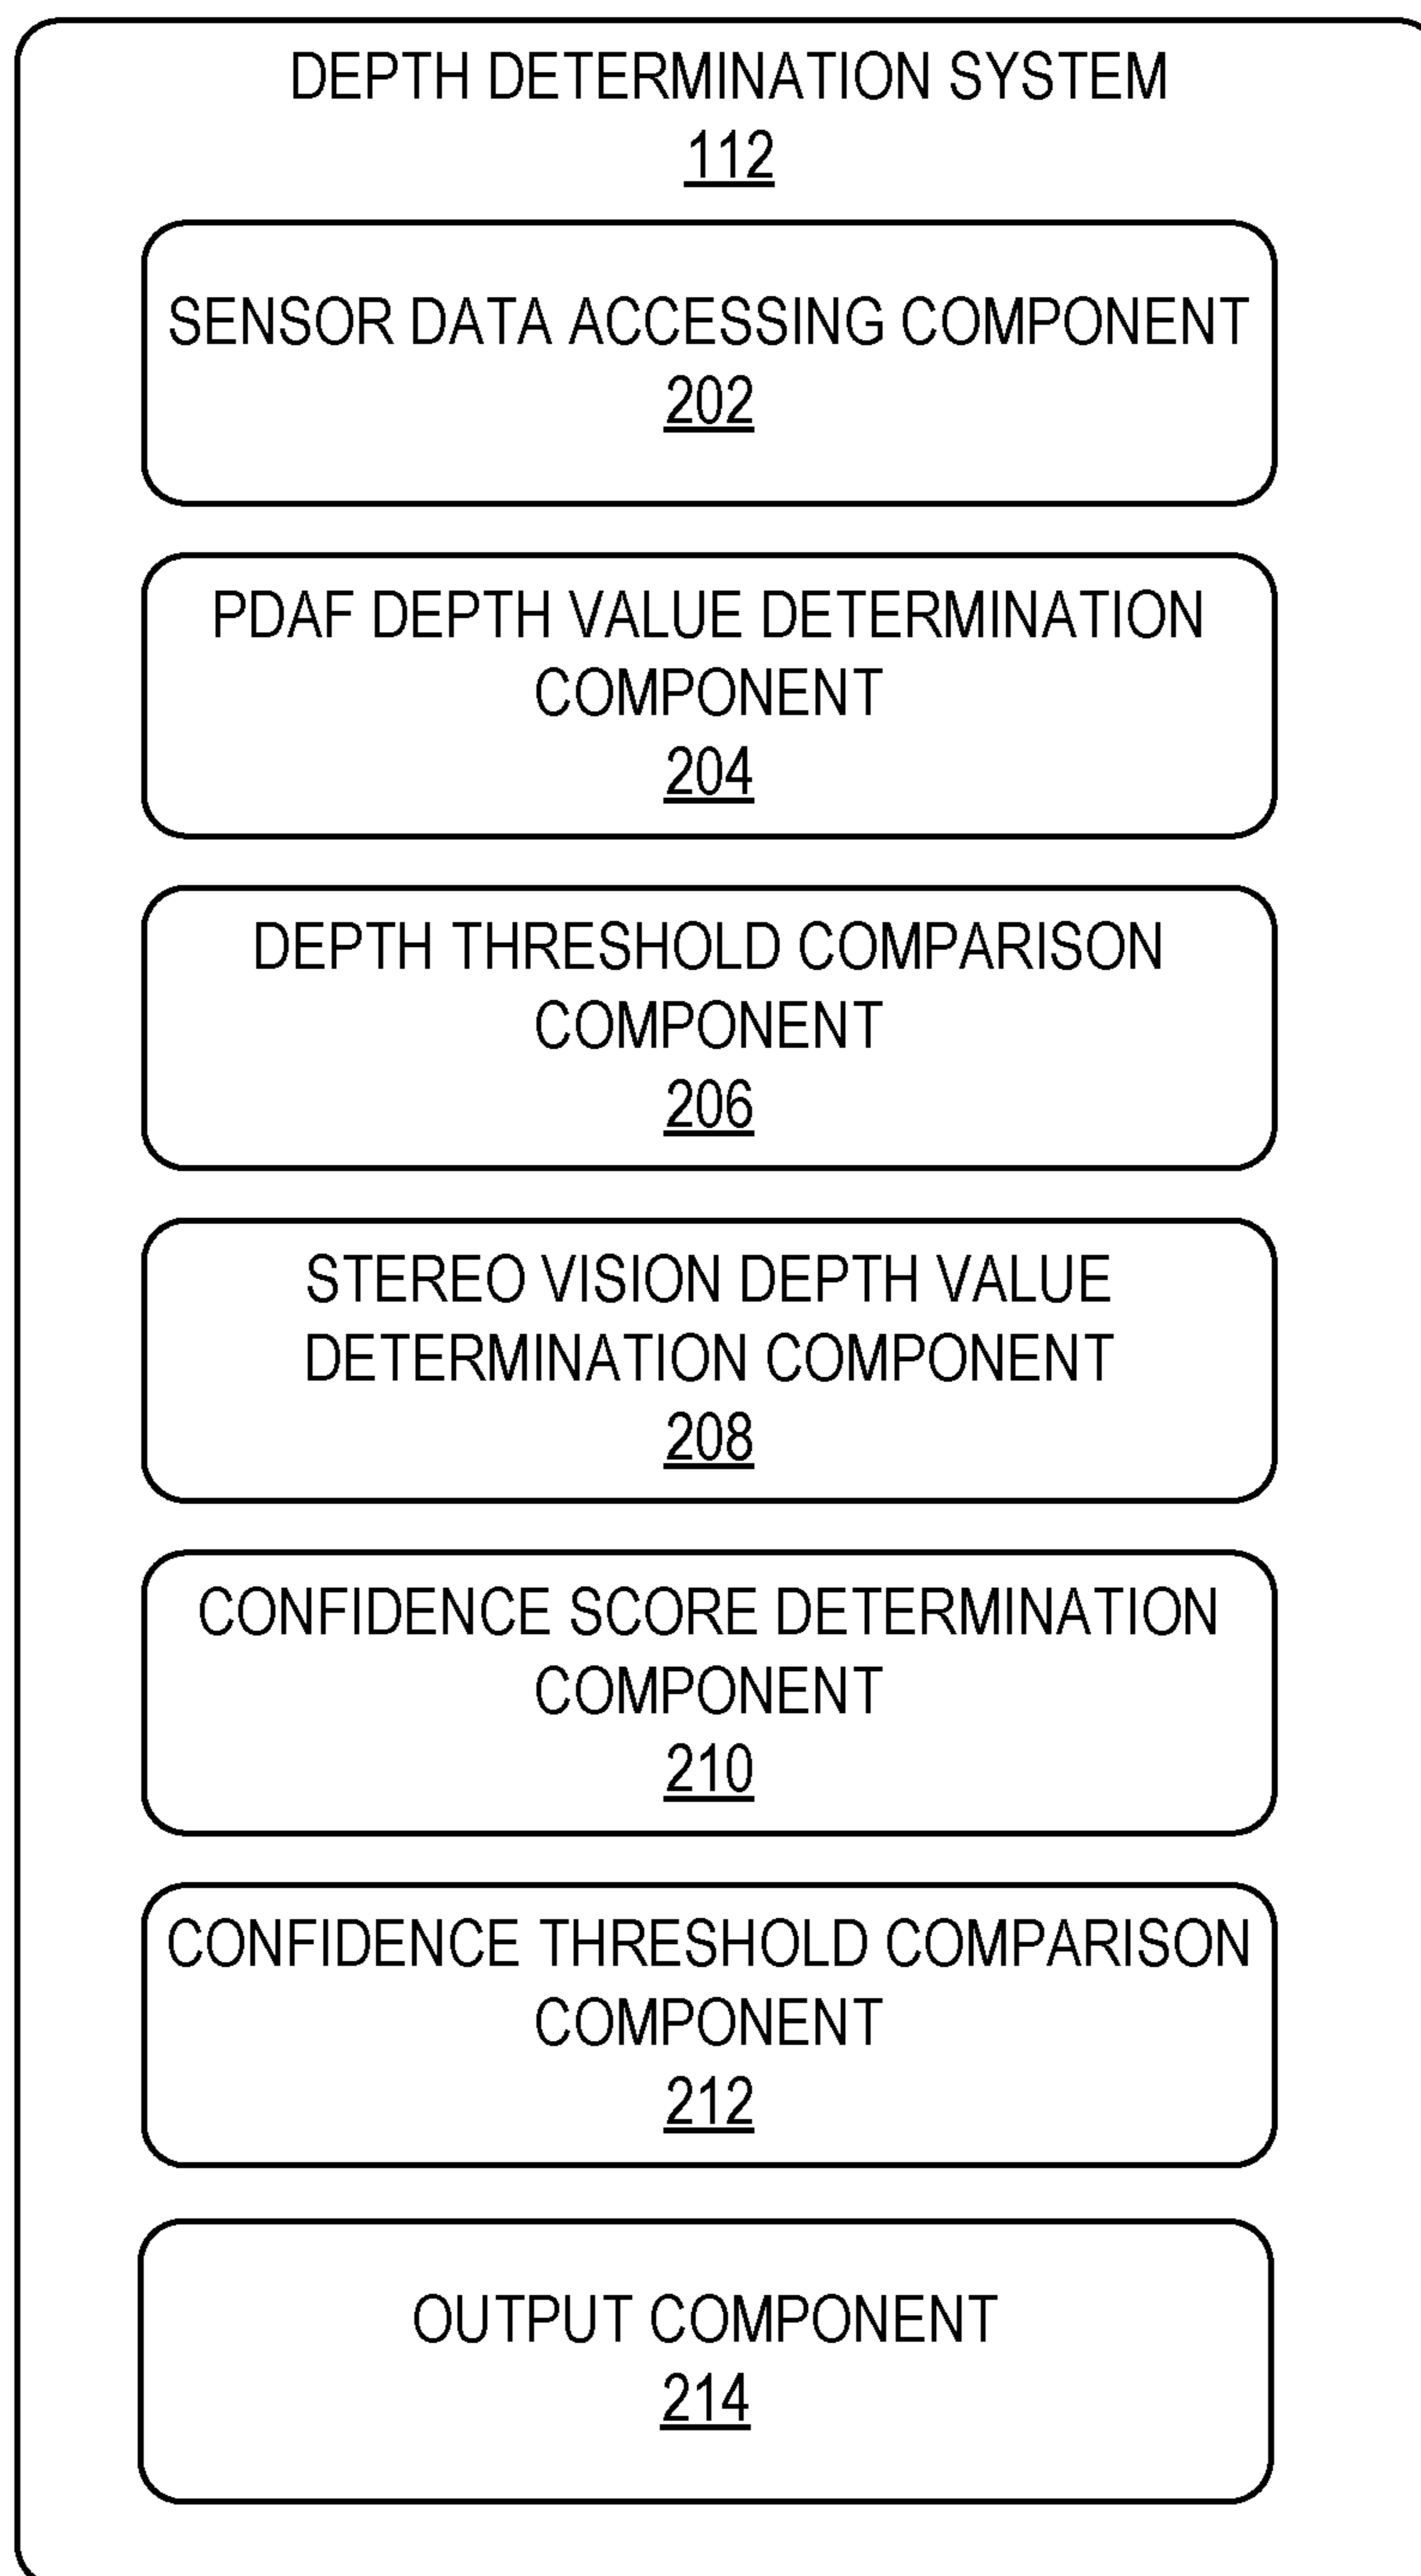 DEPTH DETERMINATION SYSTEM
112
SENSOR DATA ACCESSING COMPONENT
202
PDAF DEPTH VALUE DETERMINATION
COMPONENT
204
DEPTH THRESHOLD COMPARISON
COMPONENT
206
STEREO VISION DEPTH VALUE
DETERMINATION COMPONENT
208
CONFIDENCE SCORE DETERMINATION
COMPONENT
210
CONFIDENCE THRESHOLD COMPARISON
COMPONENT
212
OUTPUT COMPONENT
214